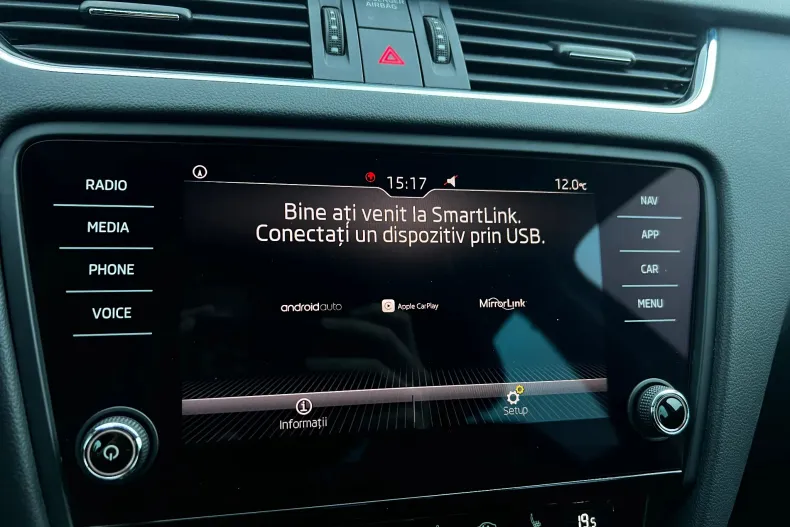 AIRBAG
RADIO
MEDIA
PHONE
VOICE
15:17
12.0°C
Bine ați venit la SmartLink.
Conectați un dispozitiv prin USB.
androidauto
Apple CarPlay
MirrorLink
Informații
Setup
NAV
APP
CAR
MENU
19.5